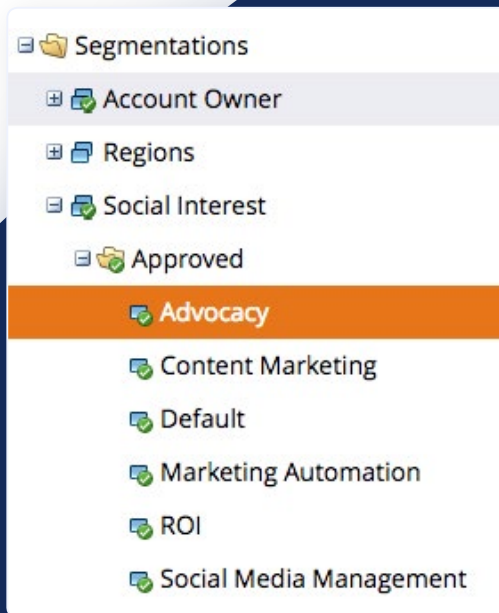 Segmentations
Account Owner
Regions
Social Interest
Approved
Advocacy
Content Marketing
Default
Marketing Automation
ROI
Social Media Management